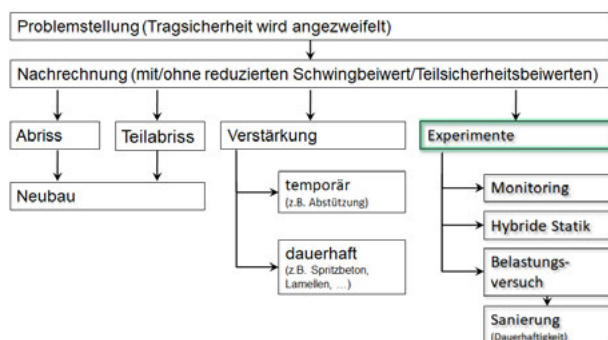 Problemstellung (Tragsicherheit wird angezweifelt)
Nachrechnung (mit/ohne reduzierten Schwingbeiwert/Teilsicherheitsbeiwerten)
Abriss
Teilabriss
Verstärkung
Experimente
Neubau
temporär
(z.B. Abstützung)
dauerhaft
(z.B. Spritzbeton,
Lamellen, ...)
Monitoring
Hybride Statik
Belastungs-
versuch
Sanierung
(Dauerhaftigkeit)